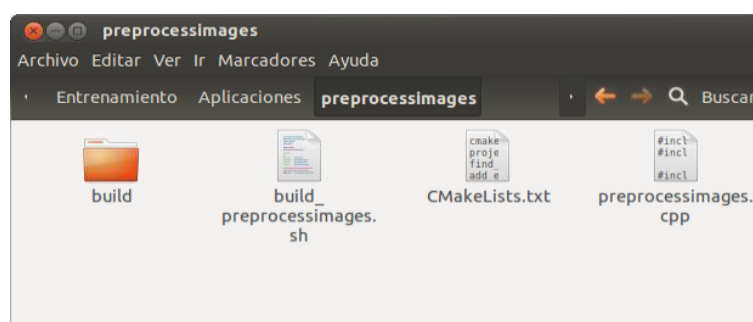 preprocessimages
Archivo Editar Ver Ir Marcadores Ayuda
Entrenamiento Aplicaciones preprocessimages Buscar
cmake
proje
find_
add_e
#incl
#incl
#incl
build
build_
preprocessimages.
sh
CMakeLists.txt
preprocessimages.
cpp